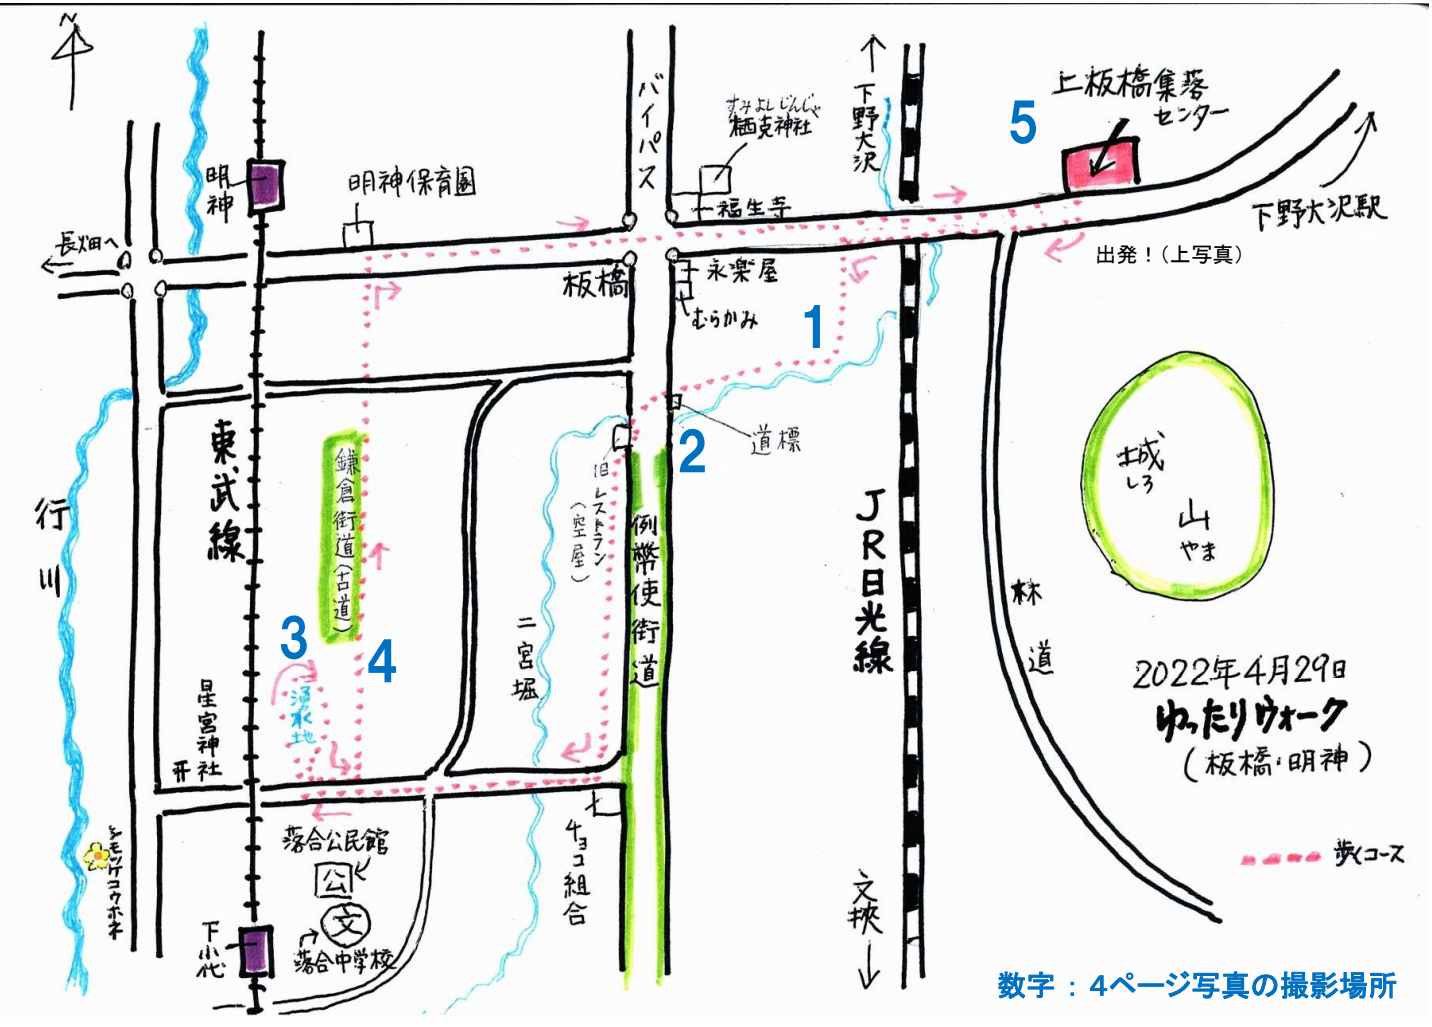 N
明神
明神保育園
バイパス
すみよしじんじゃ
栖克神社
下野大沢
5
上板橋集落
センター
長畑へ
福生寺
下野大沢駅
出発！（上写真）
板橋
永楽屋
むらかみ
1
東武線
鎌倉街道（古道）
旧レストラン
（空屋）
2
道標
城
しろ
山
やま
行川
例幣使街道
JR日光線
二宮堀
林道
3
4
湧水地
星宮神社
2022年4月29日
ゆったりウォーク
（板橋・明神）
歩くコース
シモツケコウホネ
落合公民館
公
文
落合中学校
チョコ組合
下小代
文挾
数字：４ページ写真の撮影場所